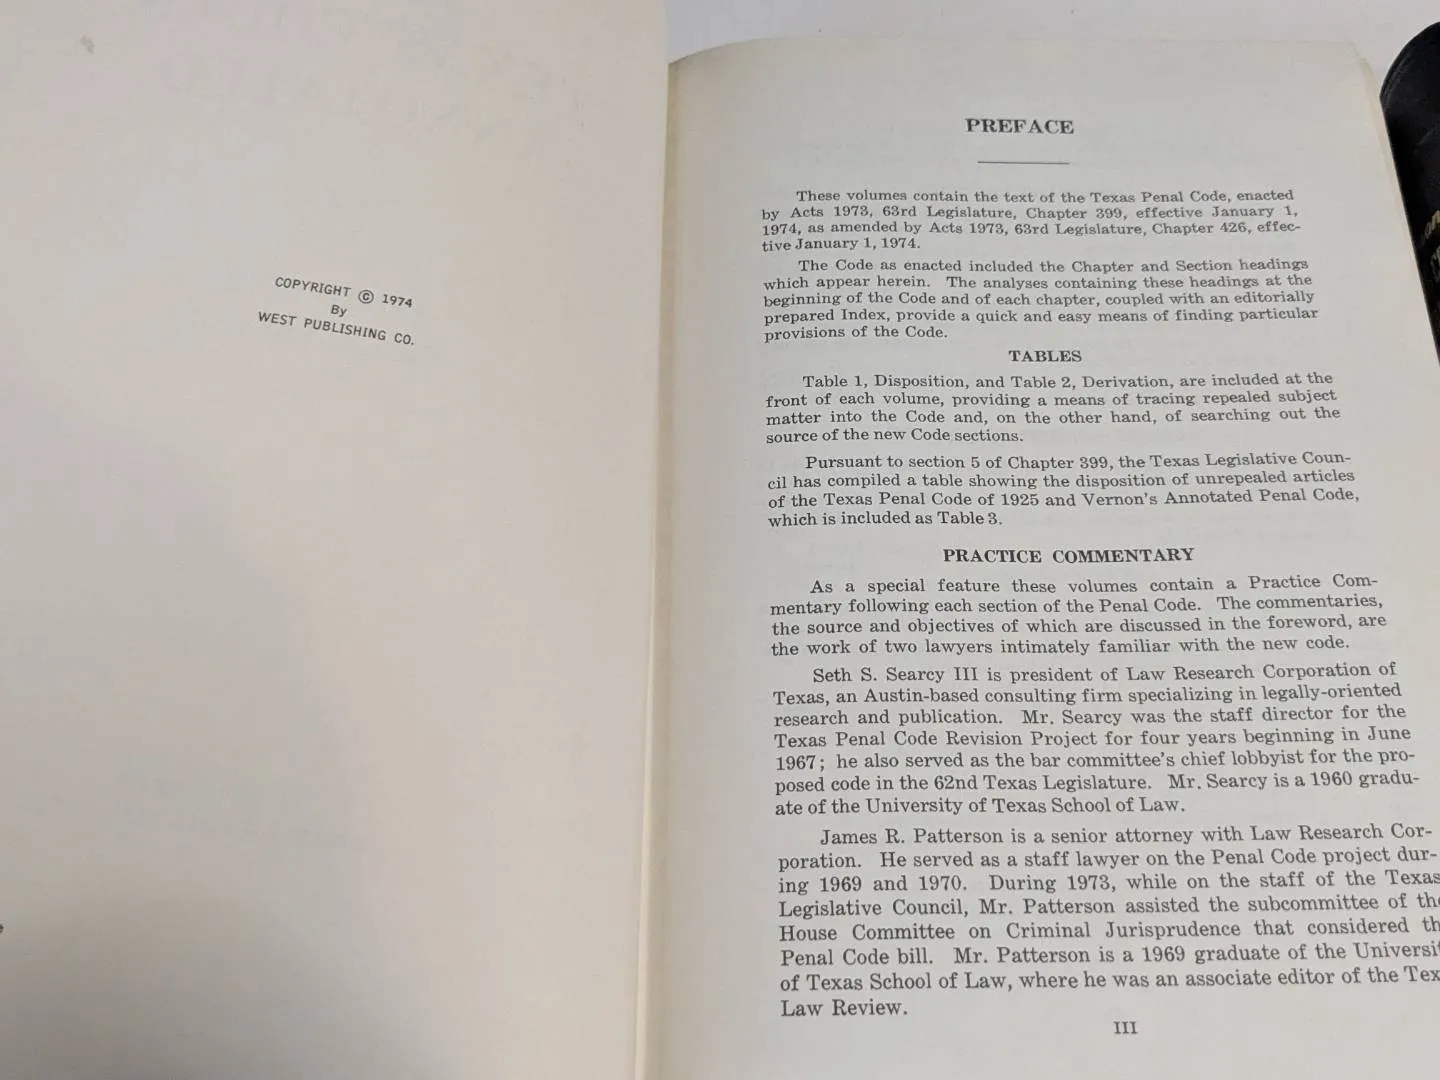 COPYRIGHT © 1974
By
WEST PUBLISHING CO.
PREFACE
These volumes contain the text of the Texas Penal Code, enacted
by Acts 1973, 63rd Legislature, Chapter 399, effective January 1,
1974, as amended by Acts 1973, 63rd Legislature, Chapter 426, effec-
tive January 1, 1974.
The Code as enacted included the Chapter and Section headings
which appear herein. The analyses containing these headings at the
beginning of the Code and of each chapter, coupled with an editorially
prepared Index, provide a quick and easy means of finding particular
provisions of the Code.
TABLES
Table 1, Disposition, and Table 2, Derivation, are included at the
front of each volume, providing a means of tracing repealed subject
matter into the Code and, on the other hand, of searching out the
source of the new Code sections.
Pursuant to section 5 of Chapter 399, the Texas Legislative Coun-
cil has compiled a table showing the disposition of unrepealed articles
of the Texas Penal Code of 1925 and Vernon's Annotated Penal Code,
which is included as Table 3.
PRACTICE COMMENTARY
As a special feature these volumes contain a Practice Com-
mentary following each section of the Penal Code. The commentaries,
the source and objectives of which are discussed in the foreword, are
the work of two lawyers intimately familiar with the new code.
Seth S. Searcy III is president of Law Research Corporation of
Texas, an Austin-based consulting firm specializing in legally-oriented
research and publication. Mr. Searcy was the staff director for the
Texas Penal Code Revision Project for four years beginning in June
1967; he also served as the bar committee's chief lobbyist for the pro-
posed code in the 62nd Texas Legislature. Mr. Searcy is a 1960 gradu-
ate of the University of Texas School of Law.
James R. Patterson is a senior attorney with Law Research Cor-
poration. He served as a staff lawyer on the Penal Code project dur-
ing 1969 and 1970. During 1973, while on the staff of the Texas
Legislative Council, Mr. Patterson assisted the subcommittee of the
House Committee on Criminal Jurisprudence that considered th
Penal Code bill. Mr. Patterson is a 1969 graduate of the Universi
of Texas School of Law, where he was an associate editor of the Tex
Law Review.
III